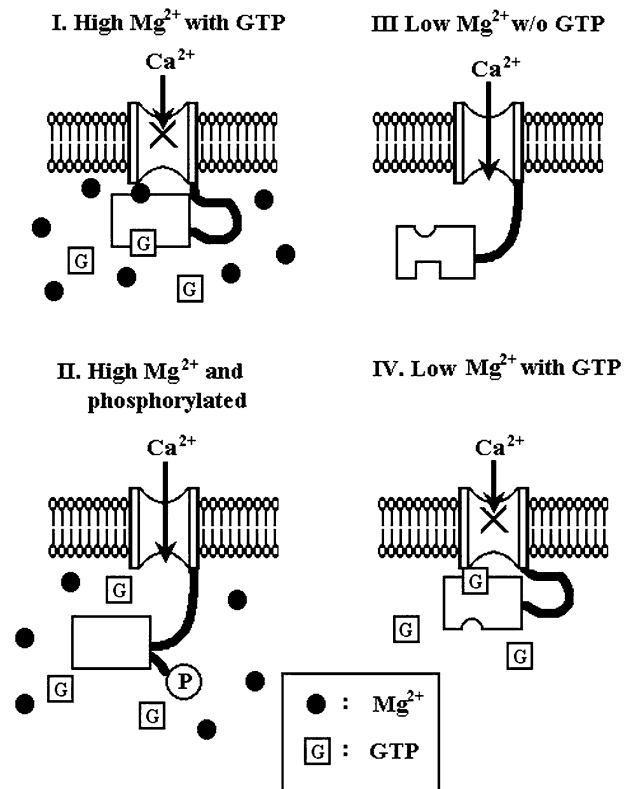 I. High Mg²⁺ with GTP
Ca²⁺
G
G
G
III Low Mg²⁺ w/o GTP
Ca²⁺
II. High Mg²⁺ and
phosphorylated
Ca²⁺
G
G
P
G
IV. Low Mg²⁺ with GTP
Ca²⁺
G
G
G
: Mg²⁺
G : GTP